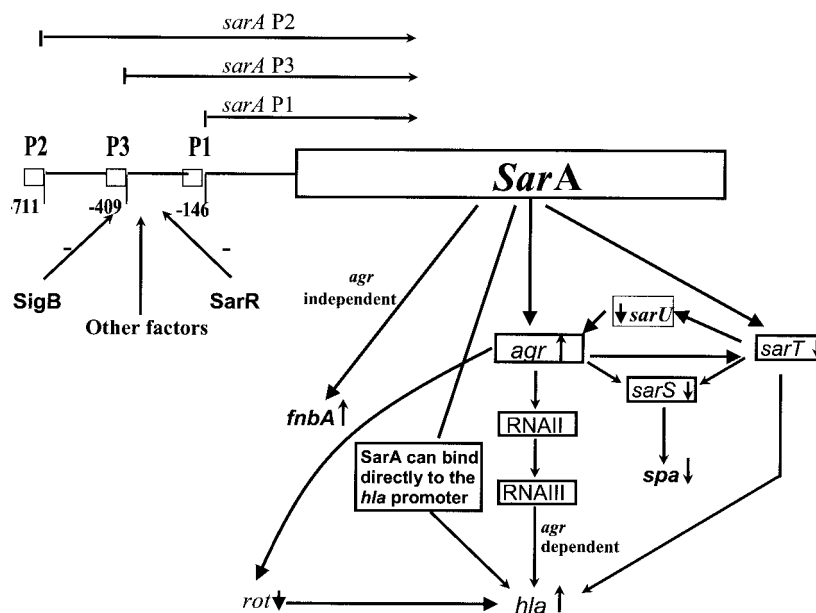 sarA P2
sarA P3
sarA P1
P2 P3 P1
SarA
-711 -409 -146
- -
SigB SarR
Other factors
agr
independent
sarU
agr
sarT
sarS
fnbA
RNAII
SarA can bind
directly to the
hla promoter
spa
RNAIII
agr
dependent
rot
hla